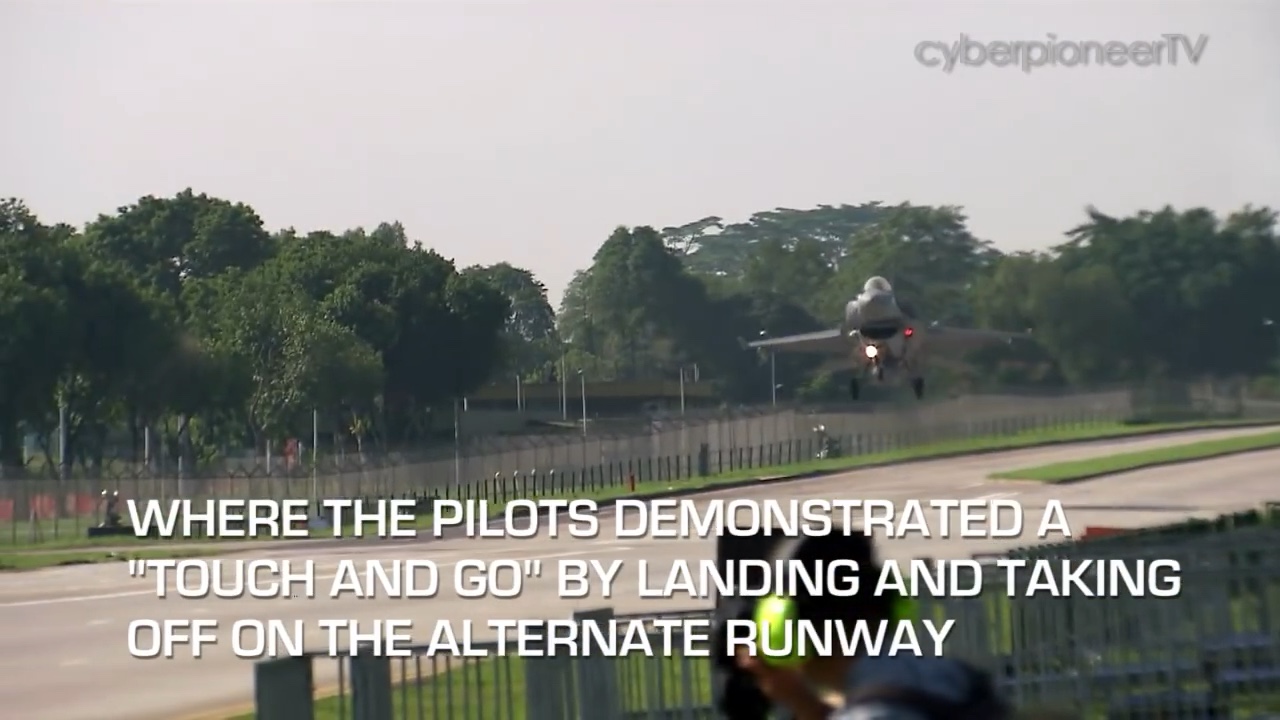 cyberpioneerTV
WHERE THE PILOTS DEMONSTRATED A
"TOUCH AND GO" BY LANDING AND TAKING
OFF ON THE ALTERNATE RUNWAY